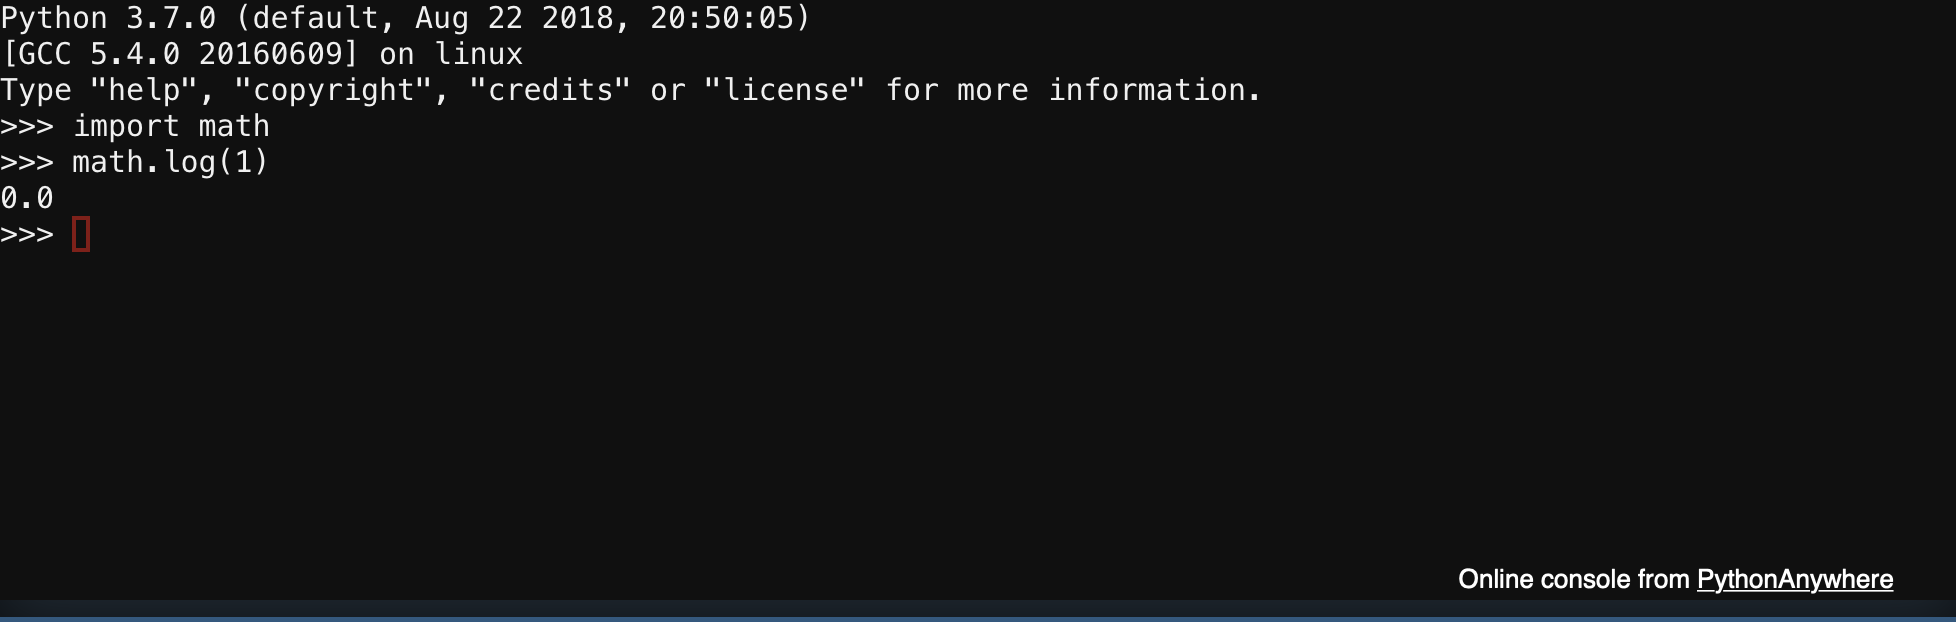 Python 3.7.0 (default, Aug 22 2018, 20:50:05)
[GCC 5.4.0 20160609] on linux
Type "help", "copyright", "credits" or "license" for more information.
>>> import math
>>> math.log(1)
0.0
>>>
Online console from PythonAnywhere